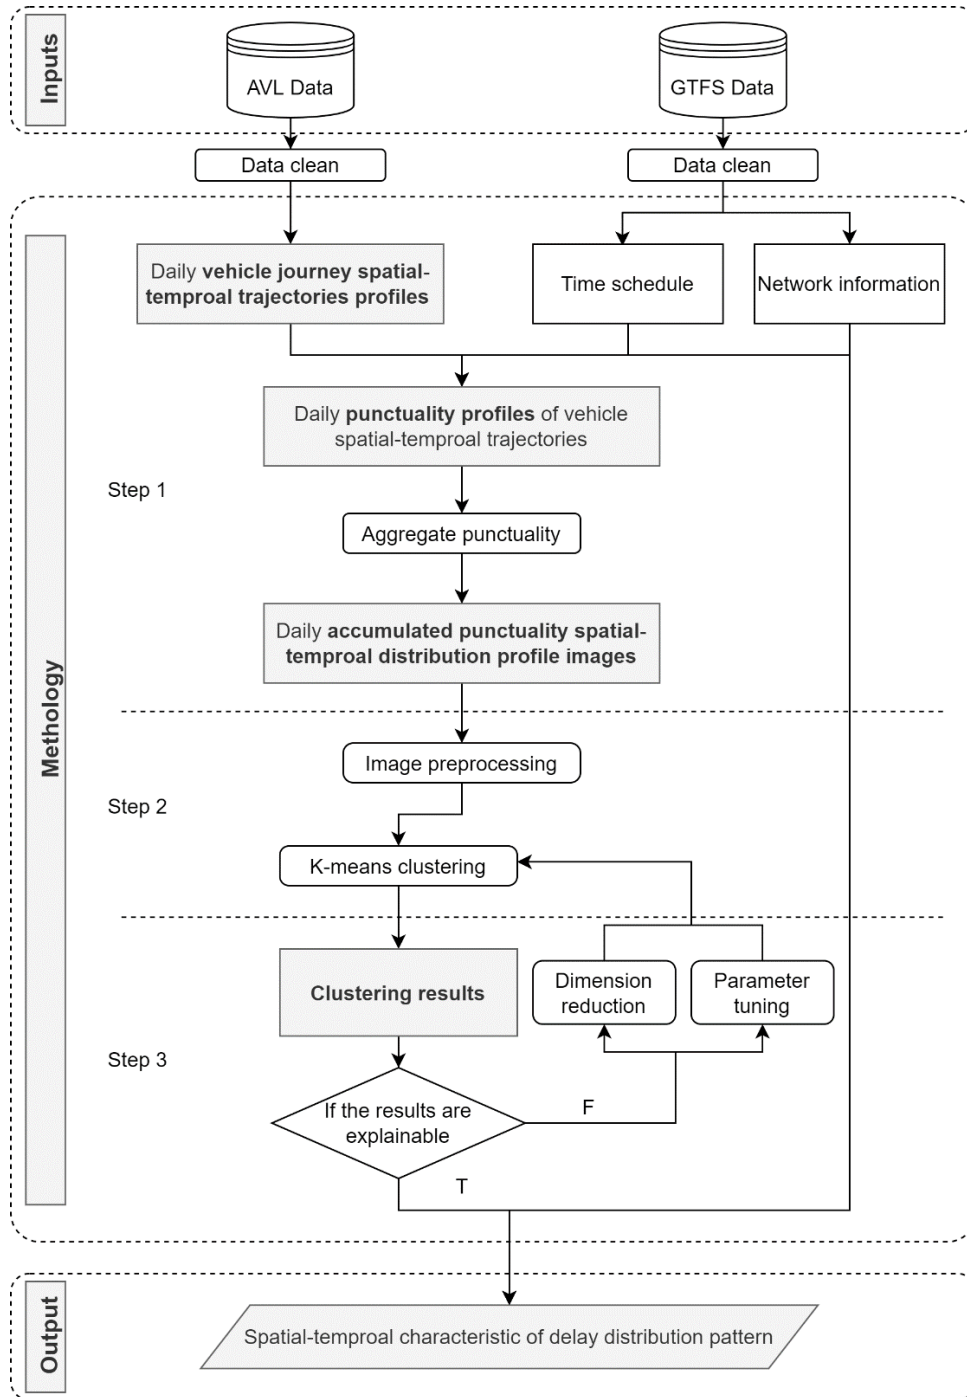 Inputs
AVL Data
GTFS Data
Data clean
Data clean
Methology
Daily vehicle journey spatial-
temproal trajectories profiles
Time schedule
Network information
Daily punctuality profiles of vehicle
spatial-temproal trajectories
Step 1
Aggregate punctuality
Daily accumulated punctuality spatial-
temproal distribution profile images
Image preprocessing
Step 2
K-means clustering
Clustering results
Dimension
reduction
Parameter
tuning
Step 3
If the results are
explainable
F
T
Output
Spatial-temproal characteristic of delay distribution pattern